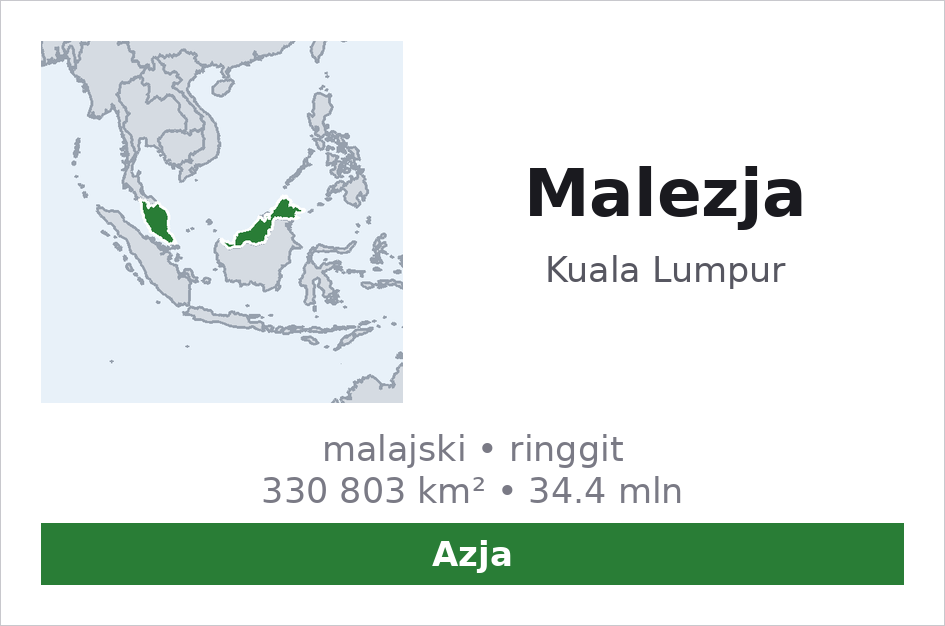 Malezja
Kuala Lumpur
malajski • ringgit
330 803 km² • 34.4 mln
Azja